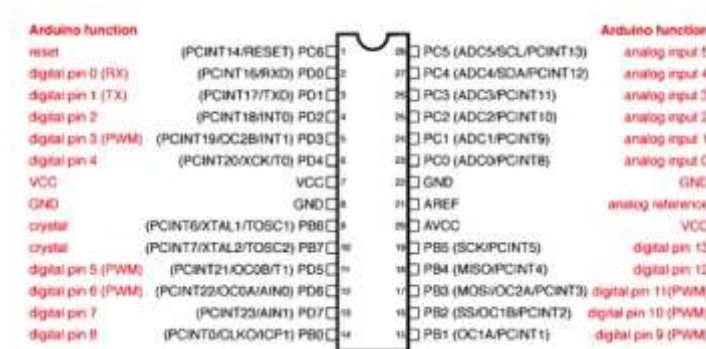 Arduino function Arduino function
reset (PCINT14/RESET) PC6 1 28 PC5 (ADC5/SCL/PCINT13) analog input 5
digital pin 0 (RX) (PCINT16/RXD) PD0 2 27 PC4 (ADC4/SDA/PCINT12) analog input 4
digital pin 1 (TX) (PCINT17/TXD) PD1 3 26 PC3 (ADC3/PCINT11) analog input 3
digital pin 2 (PCINT18/INT0) PD2 4 25 PC2 (ADC2/PCINT10) analog input 2
digital pin 3 (PWM) (PCINT19/OC2B/INT1) PD3 5 24 PC1 (ADC1/PCINT9) analog input 1
digital pin 4 (PCINT20/XCK/T0) PD4 6 23 PC0 (ADC0/PCINT8) analog input 0
VCC VCC 7 22 GND GND
GND GND 8 21 AREF analog reference
crystal (PCINT6/XTAL1/TOSC1) PB6 9 20 AVCC VCC
crystal (PCINT7/XTAL2/TOSC2) PB7 10 19 PB5 (SCK/PCINT5) digital pin 13
digital pin 5 (PWM) (PCINT21/OC0B/T1) PD5 11 18 PB4 (MISO/PCINT4) digital pin 12
digital pin 6 (PWM) (PCINT22/OC0A/AIN0) PD6 12 17 PB3 (MOSI/OC2A/PCINT3) digital pin 11(PWM)
digital pin 7 (PCINT23/AIN1) PD7 13 16 PB2 (SS/OC1B/PCINT2) digital pin 10 (PWM)
digital pin 8 (PCINT0/CLKO/ICP1) PB0 14 15 PB1 (OC1A/PCINT1) digital pin 9 (PWM)